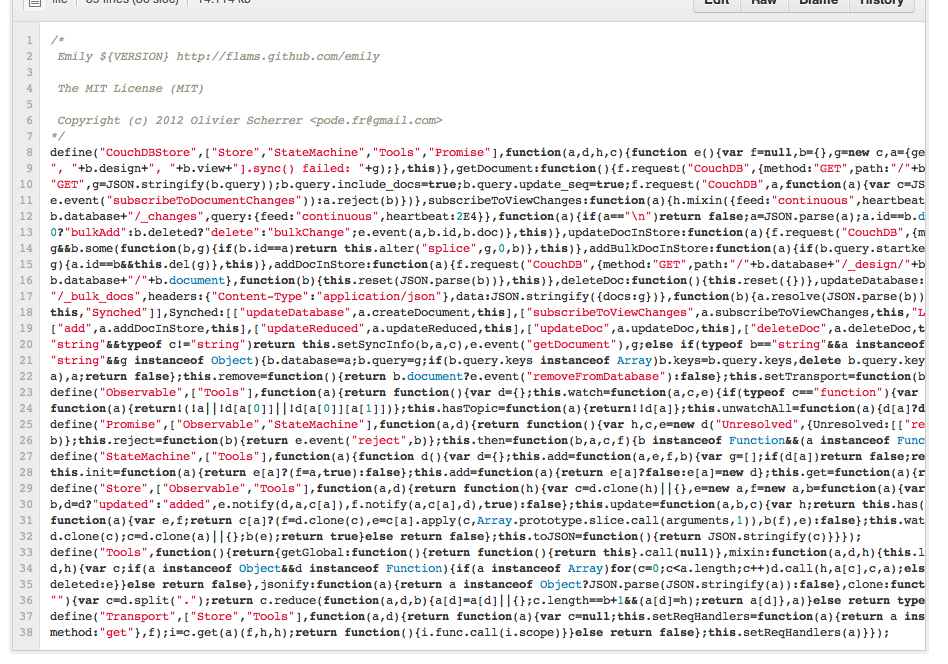 Edit Raw Blame History
1 /*
2 Emily ${VERSION} http://flams.github.com/emily
3
4 The MIT License (MIT)
5
6 Copyright (c) 2012 Olivier Scherrer <pode.fr@gmail.com>
7 */
8 define("CouchDBStore",["Store","StateMachine","Tools","Promise"],function(a,d,h,c){function e(){var f=null,b={},g=new c,a={ge
9 ", "+b.design+", "+b.view+"].sync() failed: "+g);},this)},getDocument:function(){f.request("CouchDB",{method:"GET",path:"/"+b
10 "GET",g=JSON.stringify(b.query));b.query.include_docs=true;b.query.update_seq=true;f.request("CouchDB",a,function(a){var c=JS
11 e.event("subscribeToDocumentChanges")):a.reject(b)})},subscribeToViewChanges:function(a){h.mixin({feed:"continuous",heartbeat
12 b.database+"/_changes",query:{feed:"continuous",heartbeat:2E4}},function(a){if(a=="\n")return false;a=JSON.parse(a);a.id==b.d
13 0?"bulkAdd":b.deleted?"delete":"bulkChange";e.event(a,b.id,b.doc)},this)},updateDocInStore:function(a){f.request("CouchDB",{m
14 g&&b.some(function(b,g){if(b.id==a)return this.alter("splice",g,0,b)},this)},addBulkDocInStore:function(a){if(b.query.startke
15 g){a.id==b&&this.del(g)},this)},addDocInStore:function(a){f.request("CouchDB",{method:"GET",path:"/"+b.database+"/_design/"+b
16 b.database+"/"+b.document},function(b){this.reset(JSON.parse(b))},this)},deleteDoc:function(){this.reset({})},updateDatabase:
17 "/_bulk_docs",headers:{"Content-Type":"application/json"},data:JSON.stringify({docs:g})},function(b){a.resolve(JSON.parse(b))
18 this,"Synched"]],Synched:[["updateDatabase",a.createDocument,this],["subscribeToViewChanges",a.subscribeToViewChanges,this,"L
19 ["add",a.addDocInStore,this],["updateReduced",a.updateReduced,this],["updateDoc",a.updateDoc,this],["deleteDoc",a.deleteDoc,t
20 "string"&&typeof c!="string")return this.setSyncInfo(b,a,c),e.event("getDocument"),g;else if(typeof b=="string"&&a instanceof
21 "string"&&g instanceof Object){b.database=a;b.query=g;if(b.query.keys instanceof Array)b.keys=b.query.keys,delete b.query.key
22 a),a;return false};this.remove=function(){return b.document?e.event("removeFromDatabase"):false};this.setTransport=function(b
23 define("Observable",["Tools"],function(a){return function(){var d={};this.watch=function(a,c,e){if(typeof c=="function"){var
24 function(a){return!(!a||!d[a[0]]||!d[a[0]][a[1]])};this.hasTopic=function(a){return!!d[a]};this.unwatchAll=function(a){d[a]?d
25 define("Promise",["Observable","StateMachine"],function(a,d){return function(){var h,c,e=new d("Unresolved",{Unresolved:[["re
26 b)};this.reject=function(b){return e.event("reject",b)};this.then=function(b,a,c,f){b instanceof Function&&(a instanceof Func
27 define("StateMachine",["Tools"],function(a){function d(){var d={};this.add=function(a,e,f,b){var g=[];if(d[a])return false;re
28 this.init=function(a){return e[a]?(f=a,true):false};this.add=function(a){return e[a]?false:e[a]=new d};this.get=function(a){r
29 define("Store",["Observable","Tools"],function(a,d){return function(h){var c=d.clone(h)||{},e=new a,f=new a,b=function(a){var
30 b,d=d?"updated":"added",e.notify(d,a,c[a]),f.notify(a,c[a],d),true):false};this.update=function(a,b,c){var h;return this.has(
31 function(a){var e,f;return c[a]?(f=d.clone(c),e=c[a].apply(c,Array.prototype.slice.call(arguments,1)),b(f),e):false};this.wat
32 d.clone(c);c=d.clone(a)||{};b(e);return true}else return false};this.toJSON=function(){return JSON.stringify(c)}}});
33 define("Tools",function(){return{getGlobal:function(){return function(){return this}.call(null)},mixin:function(a,d,h){this.l
34 d,h){var c;if(a instanceof Object&&d instanceof Function){if(a instanceof Array)for(c=0;c<a.length;c++)d.call(h,a[c],c,a);els
35 deleted:e}}else return false},jsonify:function(a){return a instanceof Object?JSON.parse(JSON.stringify(a)):false},clone:funct
36 ""){var c=d.split(".");return c.reduce(function(a,d,b){a[d]=a[d]||{};c.length==b+1&&(a[d]=h);return a[d]},a)}else return type
37 define("Transport",["Store","Tools"],function(a,d){return function(a){var c=null;this.setReqHandlers=function(a){return a ins
38 method:"get"},f);i=c.get(a)(f,h,h);return function(){i.func.call(i.scope)}}else return false};this.setReqHandlers(a)}});